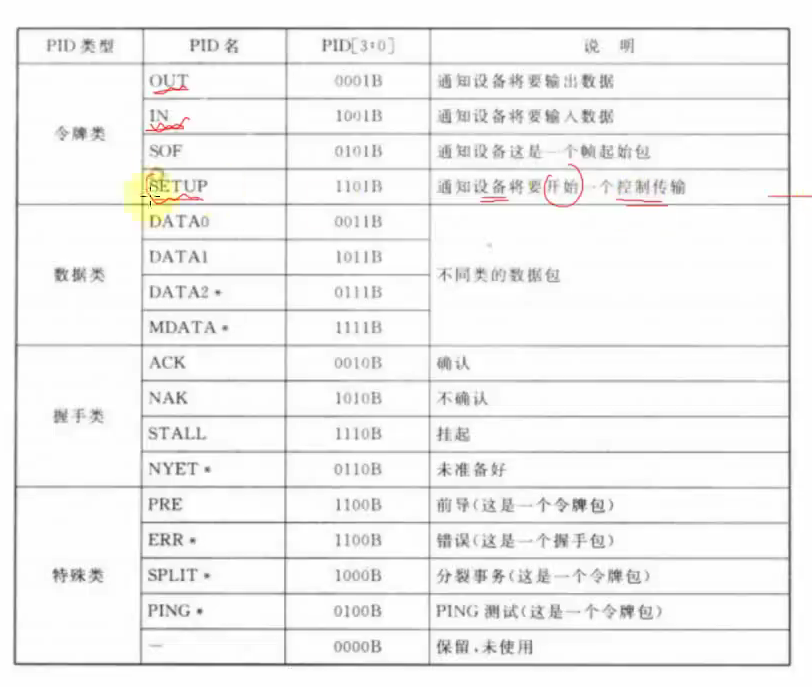 PID 类型 PID 名 PID[3:0] 说 明
令牌类 OUT 0001B 通知设备将要输出数据
IN 1001B 通知设备将要输入数据
SOF 0101B 通知设备这是一个帧起始包
SETUP 1101B 通知设备将要开始一个控制传输
数据类 DATA0 0011B 不同类的数据包
DATA1 1011B
DATA2* 0111B
MDATA* 1111B
握手类 ACK 0010B 确认
NAK 1010B 不确认
STALL 1110B 挂起
NYET* 0110B 未准备好
特殊类 PRE 1100B 前导(这是一个令牌包)
ERR* 1100B 错误(这是一个握手包)
SPLIT* 1000B 分裂事务(这是一个令牌包)
PING* 0100B PING 测试(这是一个令牌包)
— 0000B 保留,未使用